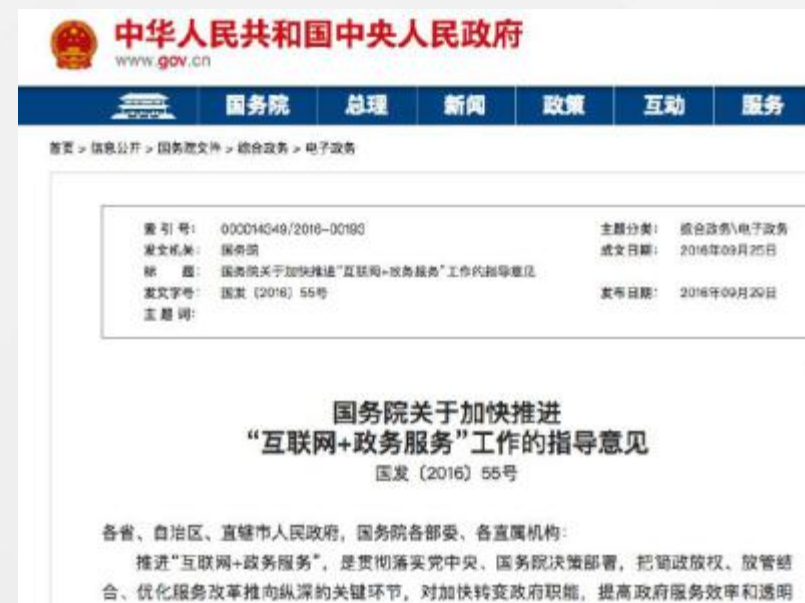 中华人民共和国中央人民政府
www.gov.cn
国务院 总理 新闻 政策 互动 服务
首页 > 信息公开 > 国务院文件 > 综合政务 > 电子政务
索 引 号: 000014349/2016-00193 主题分类: 综合政务\电子政务
发文机关: 国务院 成文日期: 2016年09月25日
标 题: 国务院关于加快推进“互联网+政务服务”工作的指导意见
发文字号: 国发〔2016〕55号 发布日期: 2016年09月29日
主 题 词:
国务院关于加快推进
“互联网+政务服务”工作的指导意见
国发〔2016〕55号
各省、自治区、直辖市人民政府，国务院各部委、各直属机构：
推进“互联网+政务服务”，是贯彻落实党中央、国务院决策部署，把简政放权、放管结
合、优化服务改革推向纵深的关键环节，对加快转变政府职能，提高政府服务效率和透明